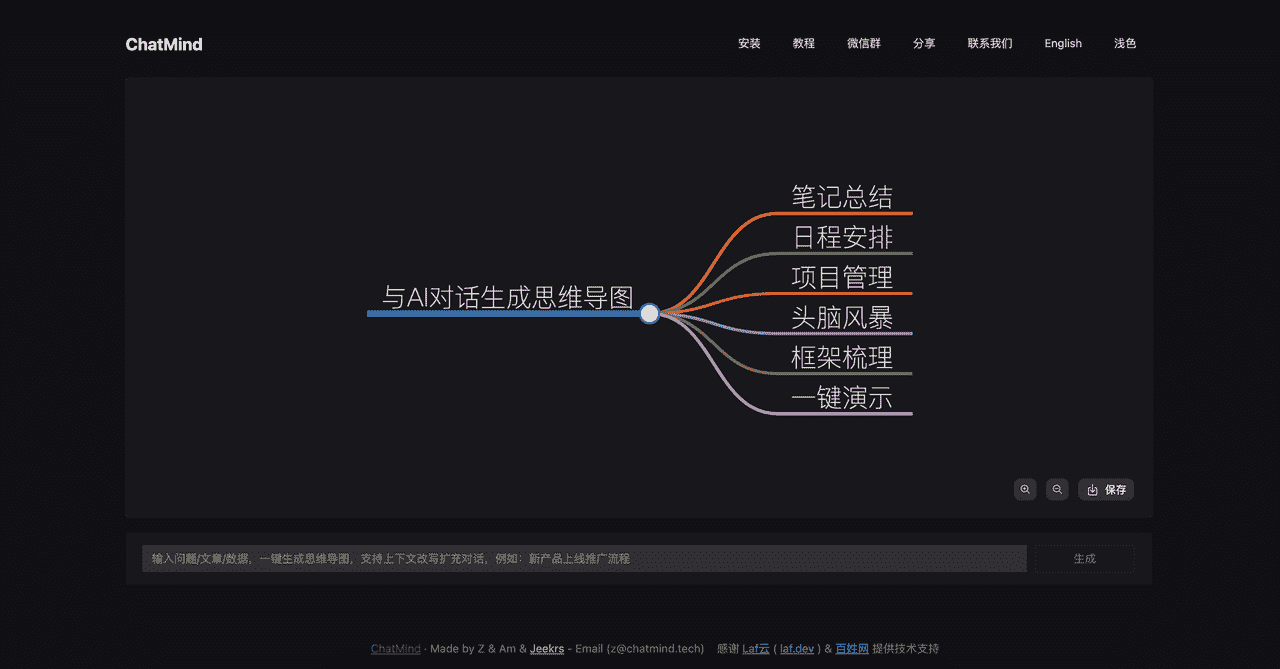 ChatMind
安装 教程 微信群 分享 联系我们 English 浅色
与AI对话生成思维导图
笔记总结
日程安排
项目管理
头脑风暴
框架梳理
一键演示
保存
输入问题/文章/数据，一键生成思维导图，支持上下文改写扩充对话，例如：新产品上线推广流程
生成
ChatMind · Made by Z & Am & Jeekrs - Email (z@chatmind.tech) 感谢 Laf云 ( laf.dev ) & 百姓网 提供技术支持